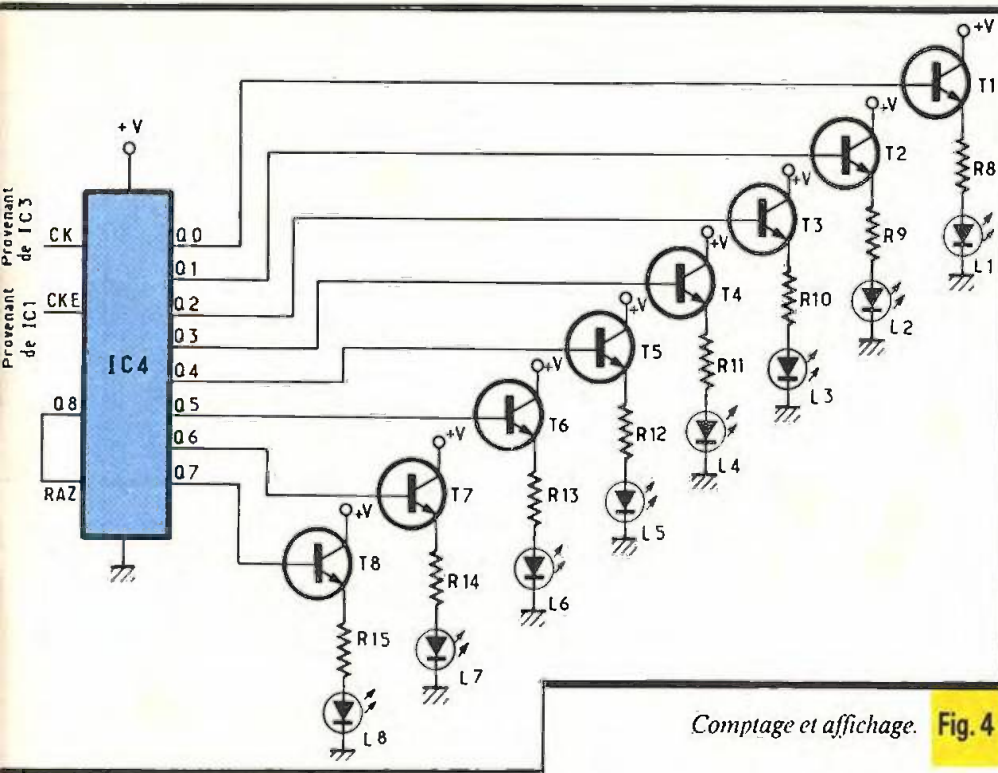 +V
T1
R8
L1
+V
T2
R9
L2
+V
T3
R10
L3
+V
T4
R11
L4
+V
T5
R12
L5
+V
T6
R13
L6
+V
T7
R14
L7
+V
T8
R15
L8
+V
Provenant
de IC3
CK
Provenant
de IC1
CKE
Q8
RAZ
IC4
Q0
Q1
Q2
Q3
Q4
Q5
Q6
Q7
Comptage et affichage. Fig. 4